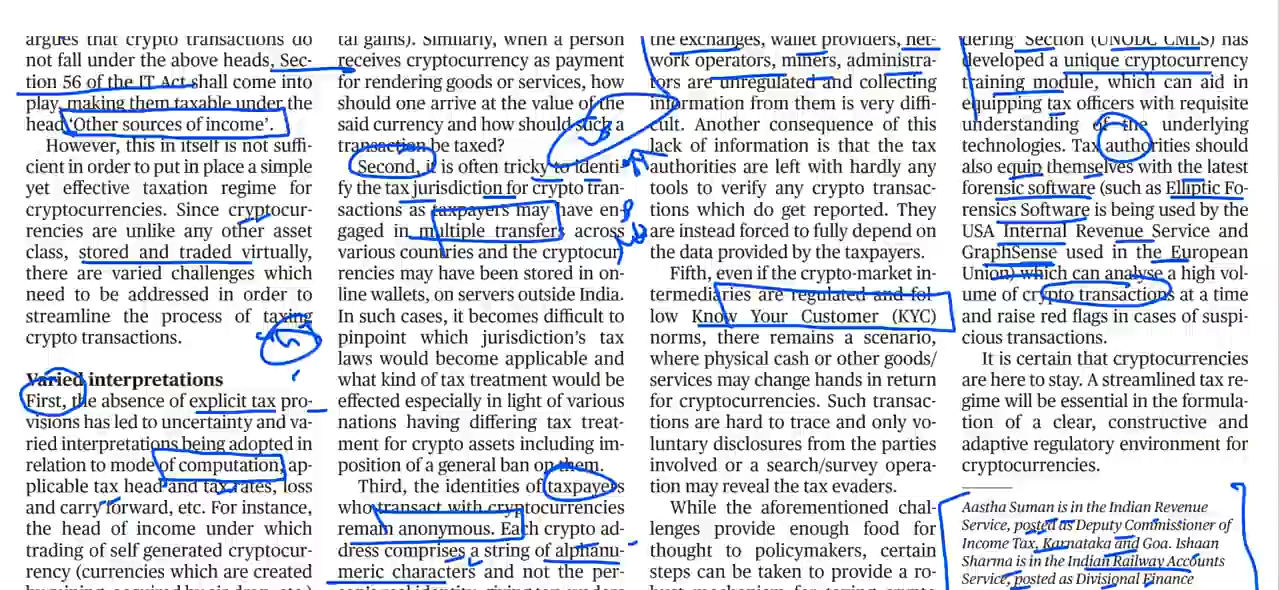 argues that crypto transactions do
not fall under the above heads, Sec-
tion 56 of the IT Act shall come into
play, making them taxable under the
head 'Other sources of income'.
However, this in itself is not suffi-
cient in order to put in place a simple
yet effective taxation regime for
cryptocurrencies. Since cryptocur-
rencies are unlike any other asset
class, stored and traded virtually,
there are varied challenges which
need to be addressed in order to
streamline the process of taxing
crypto transactions.
Varied interpretations
First, the absence of explicit tax pro-
visions has led to uncertainty and va-
ried interpretations being adopted in
relation to mode of computation, ap-
plicable tax head and tax rates, loss
and carry forward, etc. For instance,
the head of income under which
trading of self generated cryptocur-
rency (currencies which are created
tal gains). Similarly, when a person
receives cryptocurrency as payment
for rendering goods or services, how
should one arrive at the value of the
said currency and how should such a
transaction be taxed?
Second, it is often tricky to identi-
fy the tax jurisdiction for crypto tran-
sactions as taxpayers may have en-
gaged in multiple transfers across
various countries and the cryptocur-
rencies may have been stored in on-
line wallets, on servers outside India.
In such cases, it becomes difficult to
pinpoint which jurisdiction's tax
laws would become applicable and
what kind of tax treatment would be
effected especially in light of various
nations having differing tax treat-
ment for crypto assets including im-
position of a general ban on them.
Third, the identities of taxpayers
who transact with cryptocurrencies
remain anonymous. Each crypto ad-
dress comprises a string of alphanu-
meric characters and not the per-
the exchanges, wallet providers, net-
work operators, miners, administra-
tors are unregulated and collecting
information from them is very diffi-
cult. Another consequence of this
lack of information is that the tax
authorities are left with hardly any
tools to verify any crypto transac-
tions which do get reported. They
are instead forced to fully depend on
the data provided by the taxpayers.
Fifth, even if the crypto-market in-
termediaries are regulated and fol-
low Know Your Customer (KYC)
norms, there remains a scenario,
where physical cash or other goods/
services may change hands in return
for cryptocurrencies. Such transac-
tions are hard to trace and only vo-
luntary disclosures from the parties
involved or a search/survey opera-
tion may reveal the tax evaders.
While the aforementioned chal-
lenges provide enough food for
thought to policymakers, certain
steps can be taken to provide a ro-
dering Section (UNODC CMLS) has
developed a unique cryptocurrency
training module, which can aid in
equipping tax officers with requisite
understanding of the underlying
technologies. Tax authorities should
also equip themselves with the latest
forensic software (such as Elliptic Fo-
rensics Software is being used by the
USA Internal Revenue Service and
GraphSense used in the European
Union) which can analyse a high vol-
ume of crypto transactions at a time
and raise red flags in cases of suspi-
cious transactions.
It is certain that cryptocurrencies
are here to stay. A streamlined tax re-
gime will be essential in the formula-
tion of a clear, constructive and
adaptive regulatory environment for
cryptocurrencies.
Aastha Suman is in the Indian Revenue
Service, posted as Deputy Commissioner of
Income Tax, Karnataka and Goa. Ishaan
Sharma is in the Indian Railway Accounts
Service, posted as Divisional Finance